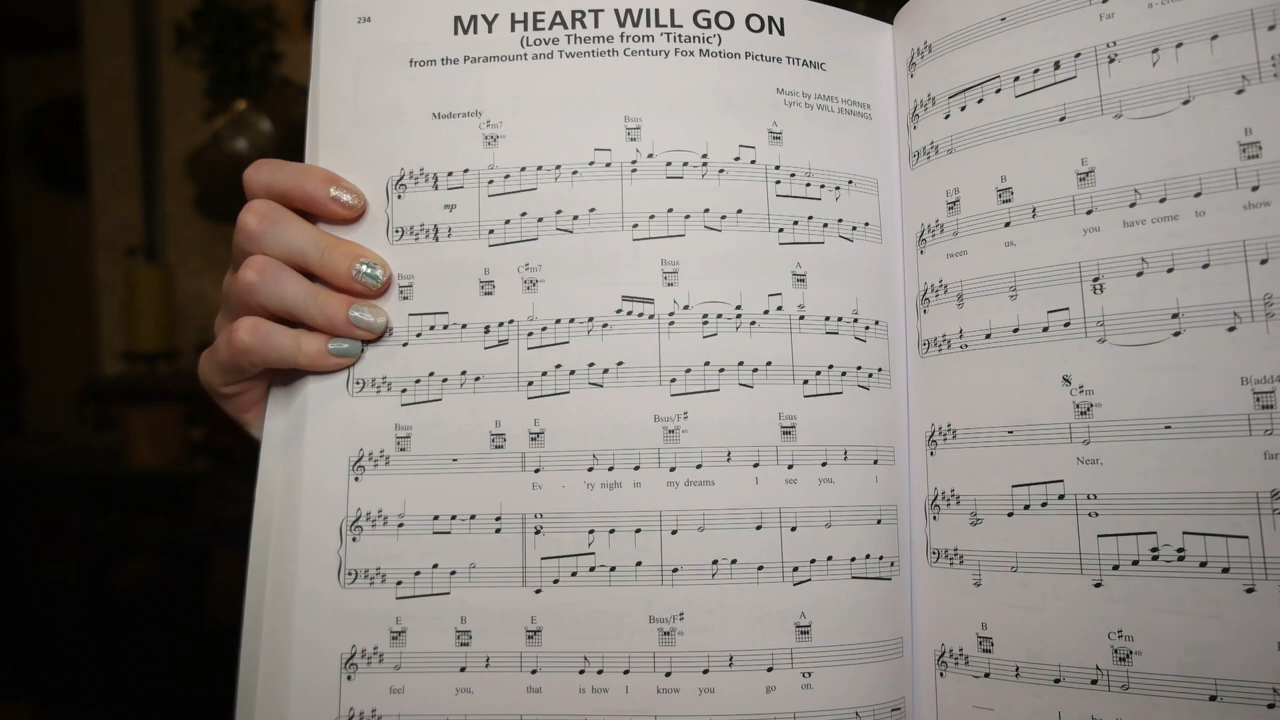 234
MY HEART WILL GO ON
(Love Theme from 'Titanic')
from the Paramount and Twentieth Century Fox Motion Picture TITANIC
Music by JAMES HORNER
Lyric by WILL JENNINGS
Moderately
C♯m7 Bsus A
mp
Bsus B C♯m7 Bsus A
Bsus B E Bsus/F♯ Esus
Ev - 'ry night in my dreams I see you, I
E B E Bsus/F♯ A
feel you, that is how I know you go on.
Far
E/B B E B
tween us, you have come to show
C♯m B(add4
Near, far
B C♯m